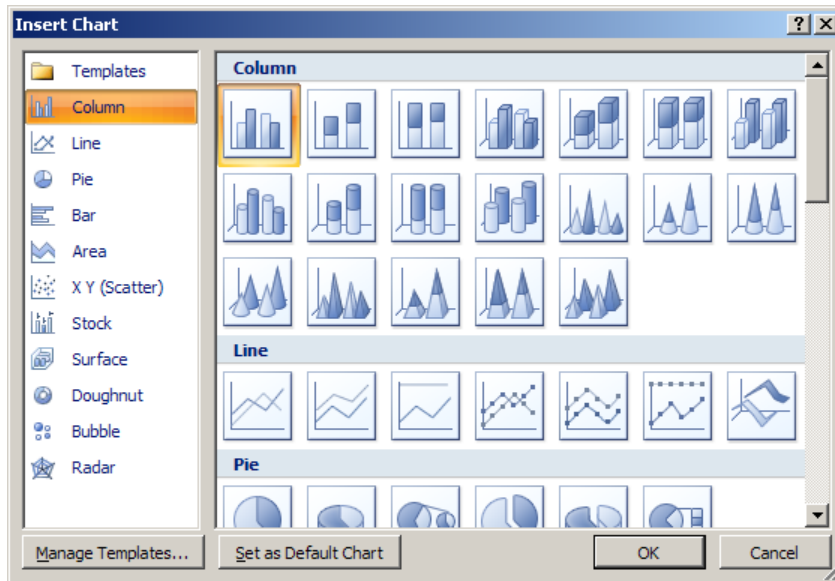 Insert Chart
Templates
Column
Line
Pie
Bar
Area
X Y (Scatter)
Stock
Surface
Doughnut
Bubble
Radar
Column
Line
Pie
Manage Templates...
Set as Default Chart
OK
Cancel